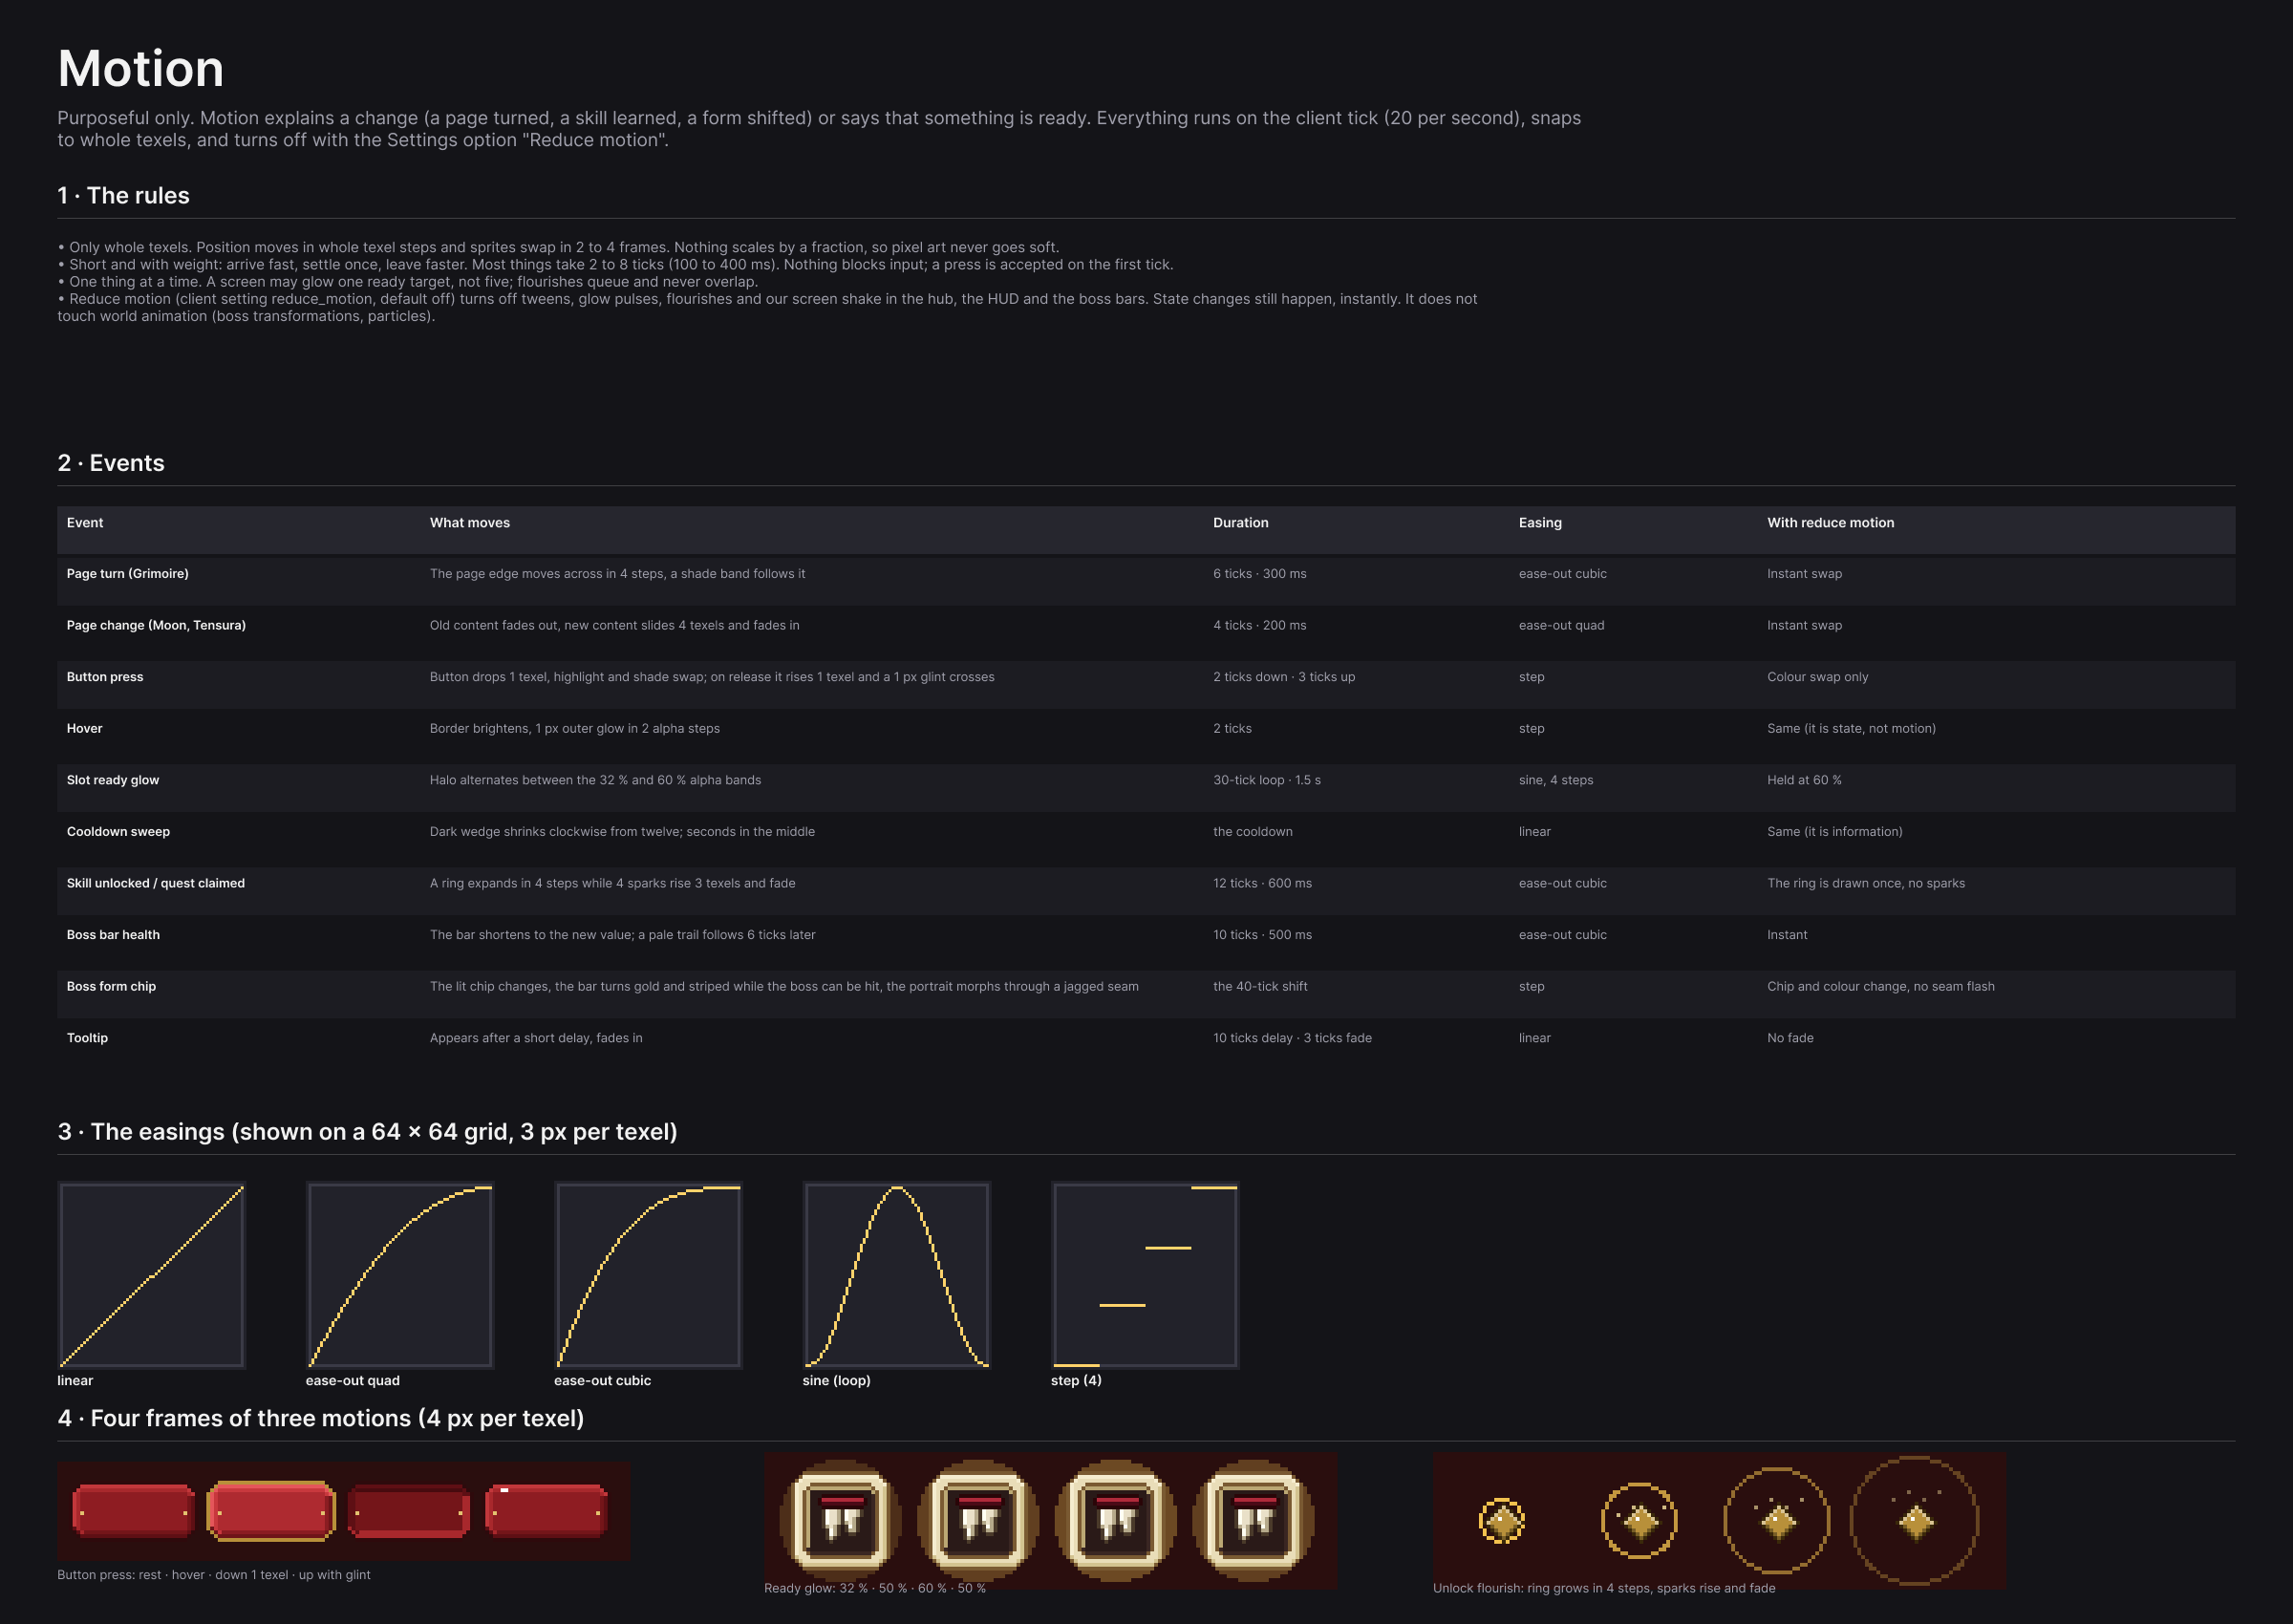 Motion
Purposeful only. Motion explains a change (a page turned, a skill learned, a form shifted) or says that something is ready. Everything runs on the client tick (20 per second), snaps
to whole texels, and turns off with the Settings option "Reduce motion".
1 · The rules
• Only whole texels. Position moves in whole texel steps and sprites swap in 2 to 4 frames. Nothing scales by a fraction, so pixel art never goes soft.
• Short and with weight: arrive fast, settle once, leave faster. Most things take 2 to 8 ticks (100 to 400 ms). Nothing blocks input; a press is accepted on the first tick.
• One thing at a time. A screen may glow one ready target, not five; flourishes queue and never overlap.
• Reduce motion (client setting reduce_motion, default off) turns off tweens, glow pulses, flourishes and our screen shake in the hub, the HUD and the boss bars. State changes still happen, instantly. It does not
touch world animation (boss transformations, particles).
2 · Events
Event What moves Duration Easing With reduce motion
Page turn (Grimoire) The page edge moves across in 4 steps, a shade band follows it 6 ticks · 300 ms ease-out cubic Instant swap
Page change (Moon, Tensura) Old content fades out, new content slides 4 texels and fades in 4 ticks · 200 ms ease-out quad Instant swap
Button press Button drops 1 texel, highlight and shade swap; on release it rises 1 texel and a 1 px glint crosses 2 ticks down · 3 ticks up step Colour swap only
Hover Border brightens, 1 px outer glow in 2 alpha steps 2 ticks step Same (it is state, not motion)
Slot ready glow Halo alternates between the 32 % and 60 % alpha bands 30-tick loop · 1.5 s sine, 4 steps Held at 60 %
Cooldown sweep Dark wedge shrinks clockwise from twelve; seconds in the middle the cooldown linear Same (it is information)
Skill unlocked / quest claimed A ring expands in 4 steps while 4 sparks rise 3 texels and fade 12 ticks · 600 ms ease-out cubic The ring is drawn once, no sparks
Boss bar health The bar shortens to the new value; a pale trail follows 6 ticks later 10 ticks · 500 ms ease-out cubic Instant
Boss form chip The lit chip changes, the bar turns gold and striped while the boss can be hit, the portrait morphs through a jagged seam the 40-tick shift step Chip and colour change, no seam flash
Tooltip Appears after a short delay, fades in 10 ticks delay · 3 ticks fade linear No fade
3 · The easings (shown on a 64 × 64 grid, 3 px per texel)
linear ease-out quad ease-out cubic sine (loop) step (4)
4 · Four frames of three motions (4 px per texel)
Button press: rest · hover · down 1 texel · up with glint
Ready glow: 32 % · 50 % · 60 % · 50 %
Unlock flourish: ring grows in 4 steps, sparks rise and fade